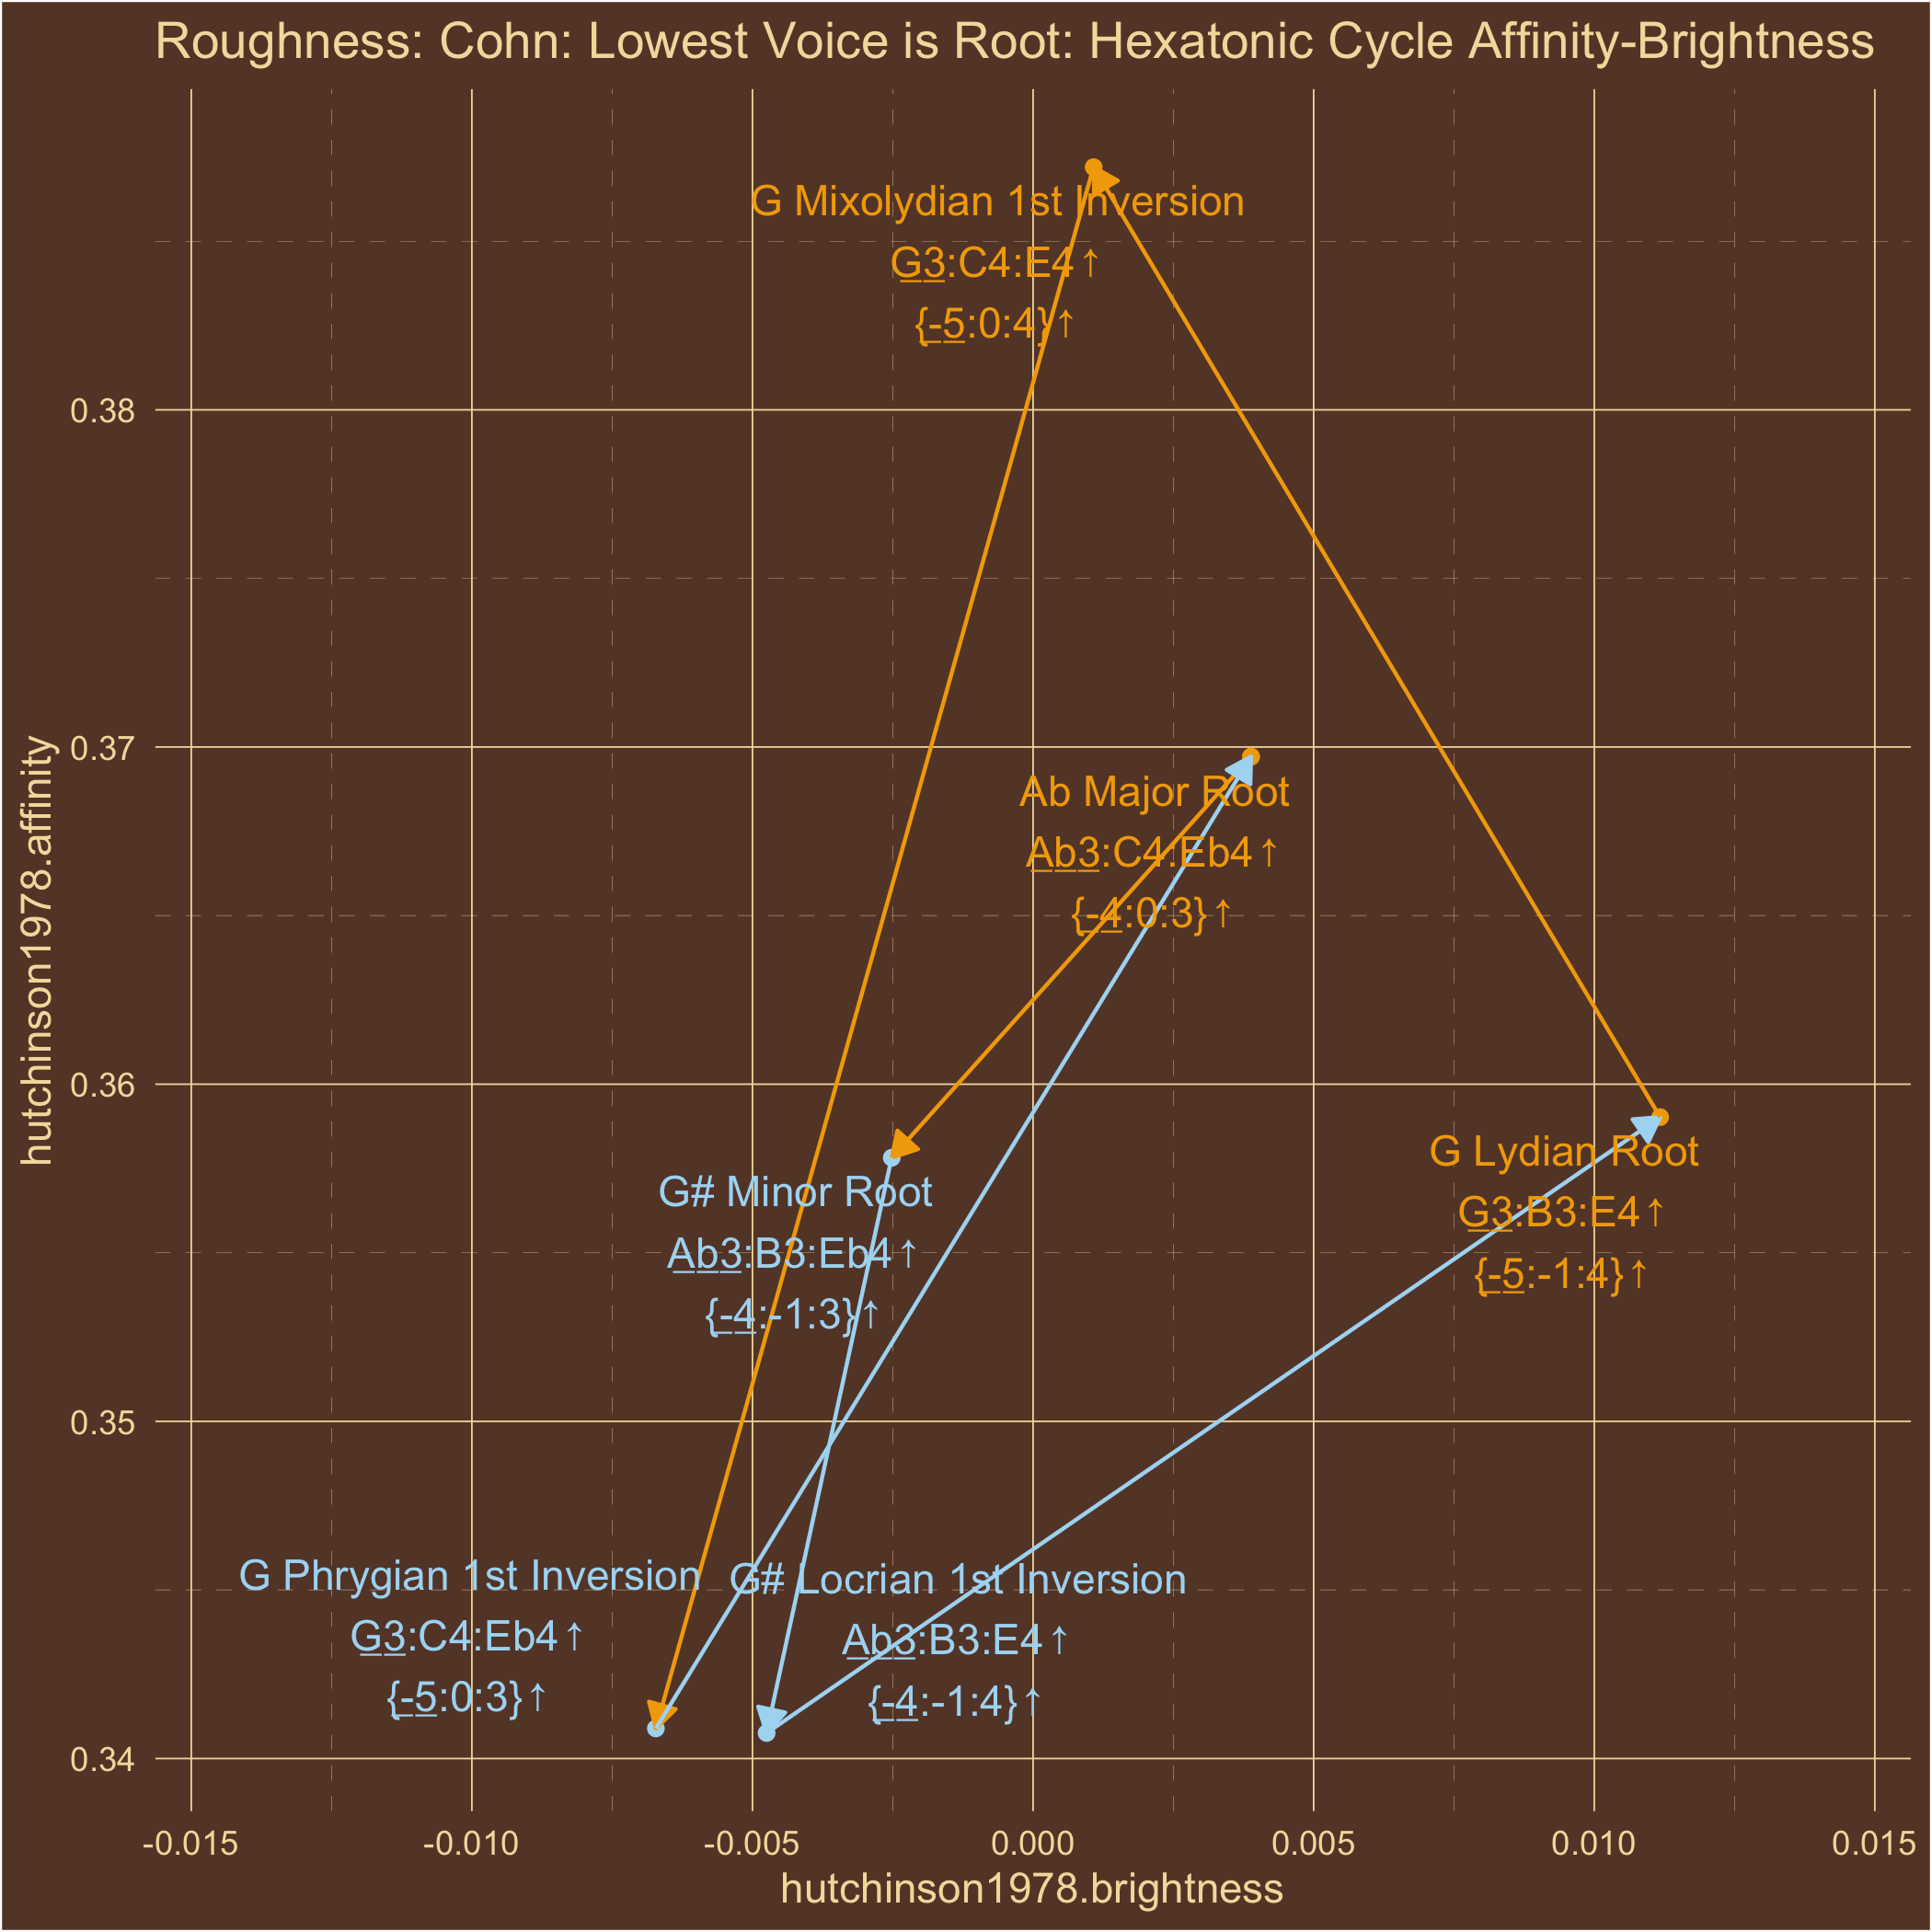 Roughness: Cohn: Lowest Voice is Root: Hexatonic Cycle Affinity-Brightness
G Mixolydian 1st Inversion
G3:C4:E4↑
{-5:0:4}↑
0.38
0.37
Ab Major Root
Ab3:C4:Eb4↑
{-4:0:3}↑
hutchinson1978.affinity
0.36
G Lydian Root
G3:B3:E4↑
{-5:-1:4}↑
G# Minor Root
Ab3:B3:Eb4↑
{-4:-1:3}↑
0.35
G Phrygian 1st Inversion
G3:C4:Eb4↑
{-5:0:3}↑
G# Locrian 1st Inversion
Ab3:B3:E4↑
{-4:-1:4}↑
0.34
-0.015 -0.010 -0.005 0.000 0.005 0.010 0.015
hutchinson1978.brightness